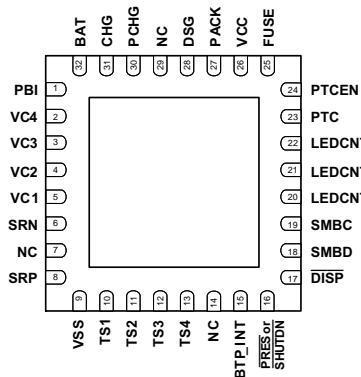 BAT
CHG
PCHG
NC
DSG
PACK
VCC
FUSE
32
31
30
29
28
27
26
25
PBI 1
VC4 2
VC3 3
VC2 4
VC1 5
SRN 6
NC 7
SRP 8
24 PTCEN
23 PTC
22 LEDCNT
21 LEDCNT
20 LEDCNT
19 SMBC
18 SMBD
17 DISP
9
10
11
12
13
14
15
16
VSS
TS1
TS2
TS3
TS4
NC
BTP_INT
PRES or
SHUTDN